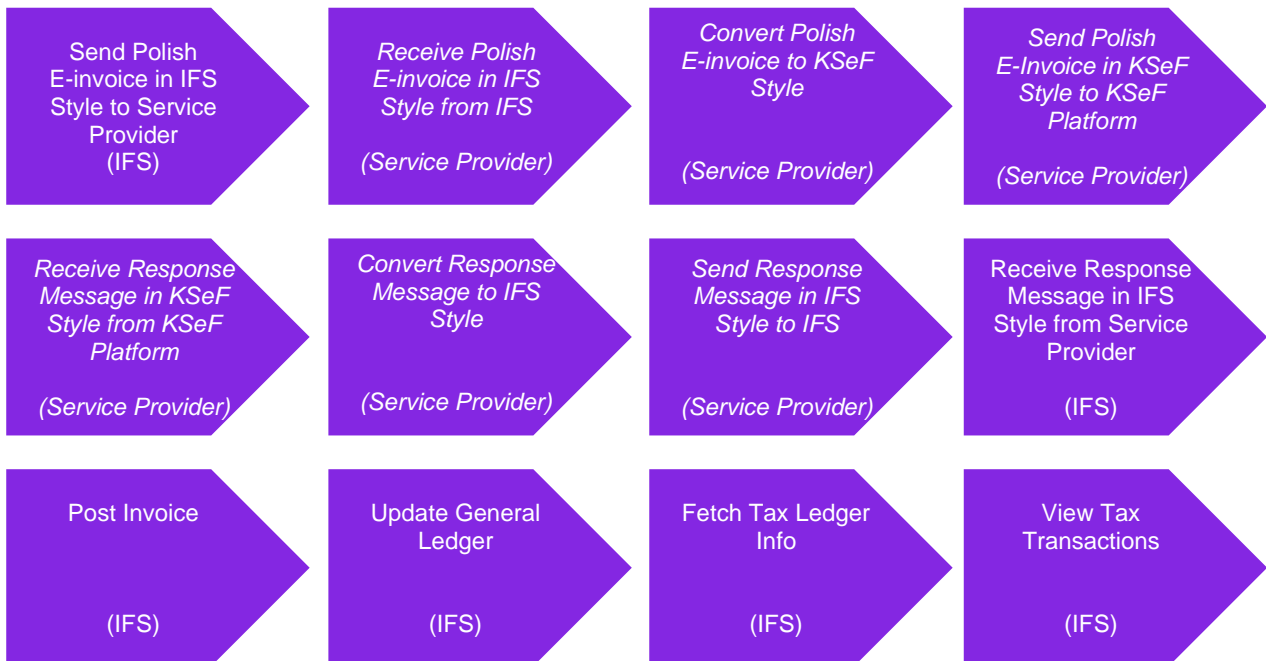 Send Polish
E-invoice in IFS
Style to Service
Provider
(IFS)
Receive Polish
E-invoice in IFS
Style from IFS
(Service Provider)
Convert Polish
E-invoice to KSeF
Style
(Service Provider)
Send Polish
E-Invoice in KSeF
Style to KSeF
Platform
(Service Provider)
Receive Response
Message in KSeF
Style from KSeF
Platform
(Service Provider)
Convert Response
Message to IFS
Style
(Service Provider)
Send Response
Message in IFS
Style to IFS
(Service Provider)
Receive Response
Message in IFS
Style from Service
Provider
(IFS)
Post Invoice
(IFS)
Update General
Ledger
(IFS)
Fetch Tax Ledger
Info
(IFS)
View Tax
Transactions
(IFS)